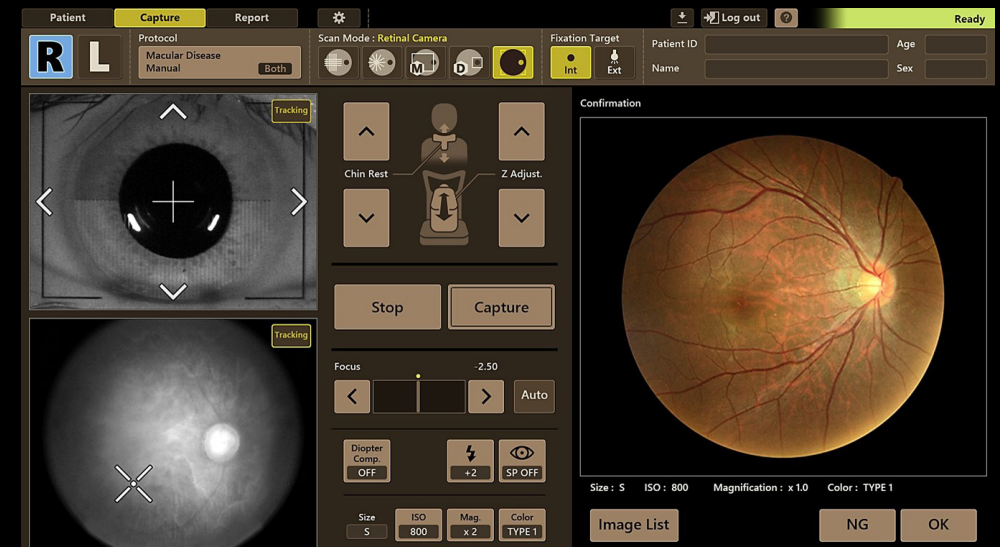 Patient
Capture
Report
Log out
?
Ready
R
L
Protocol
Macular Disease
Manual
Both
Scan Mode : Retinal Camera
M
D
Fixation Target
Int
Ext
Patient ID
Name
Age
Sex
Tracking
Tracking
Chin Rest
Z Adjust.
Stop
Capture
Focus
-2.50
Auto
Diopter
Comp.
OFF
+2
SP OFF
Size
S
ISO
800
Mag.
x 2
Color
TYPE 1
Confirmation
Size : S ISO : 800 Magnification : x 1.0 Color : TYPE 1
Image List
NG
OK